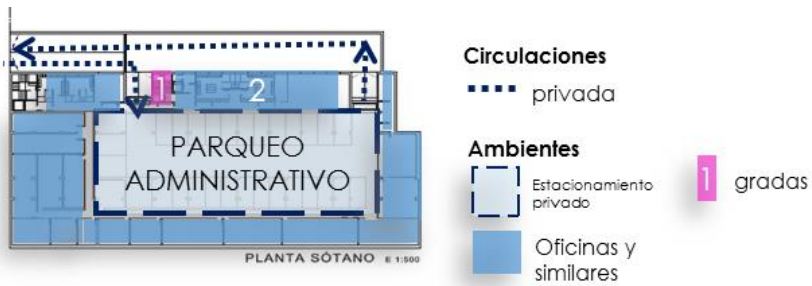 1
2
PARQUEO
ADMINISTRATIVO
PLANTA SÓTANO E 1:500
Circulaciones
privada
Ambientes
Estacionamiento
privado
1 gradas
Oficinas y
similares